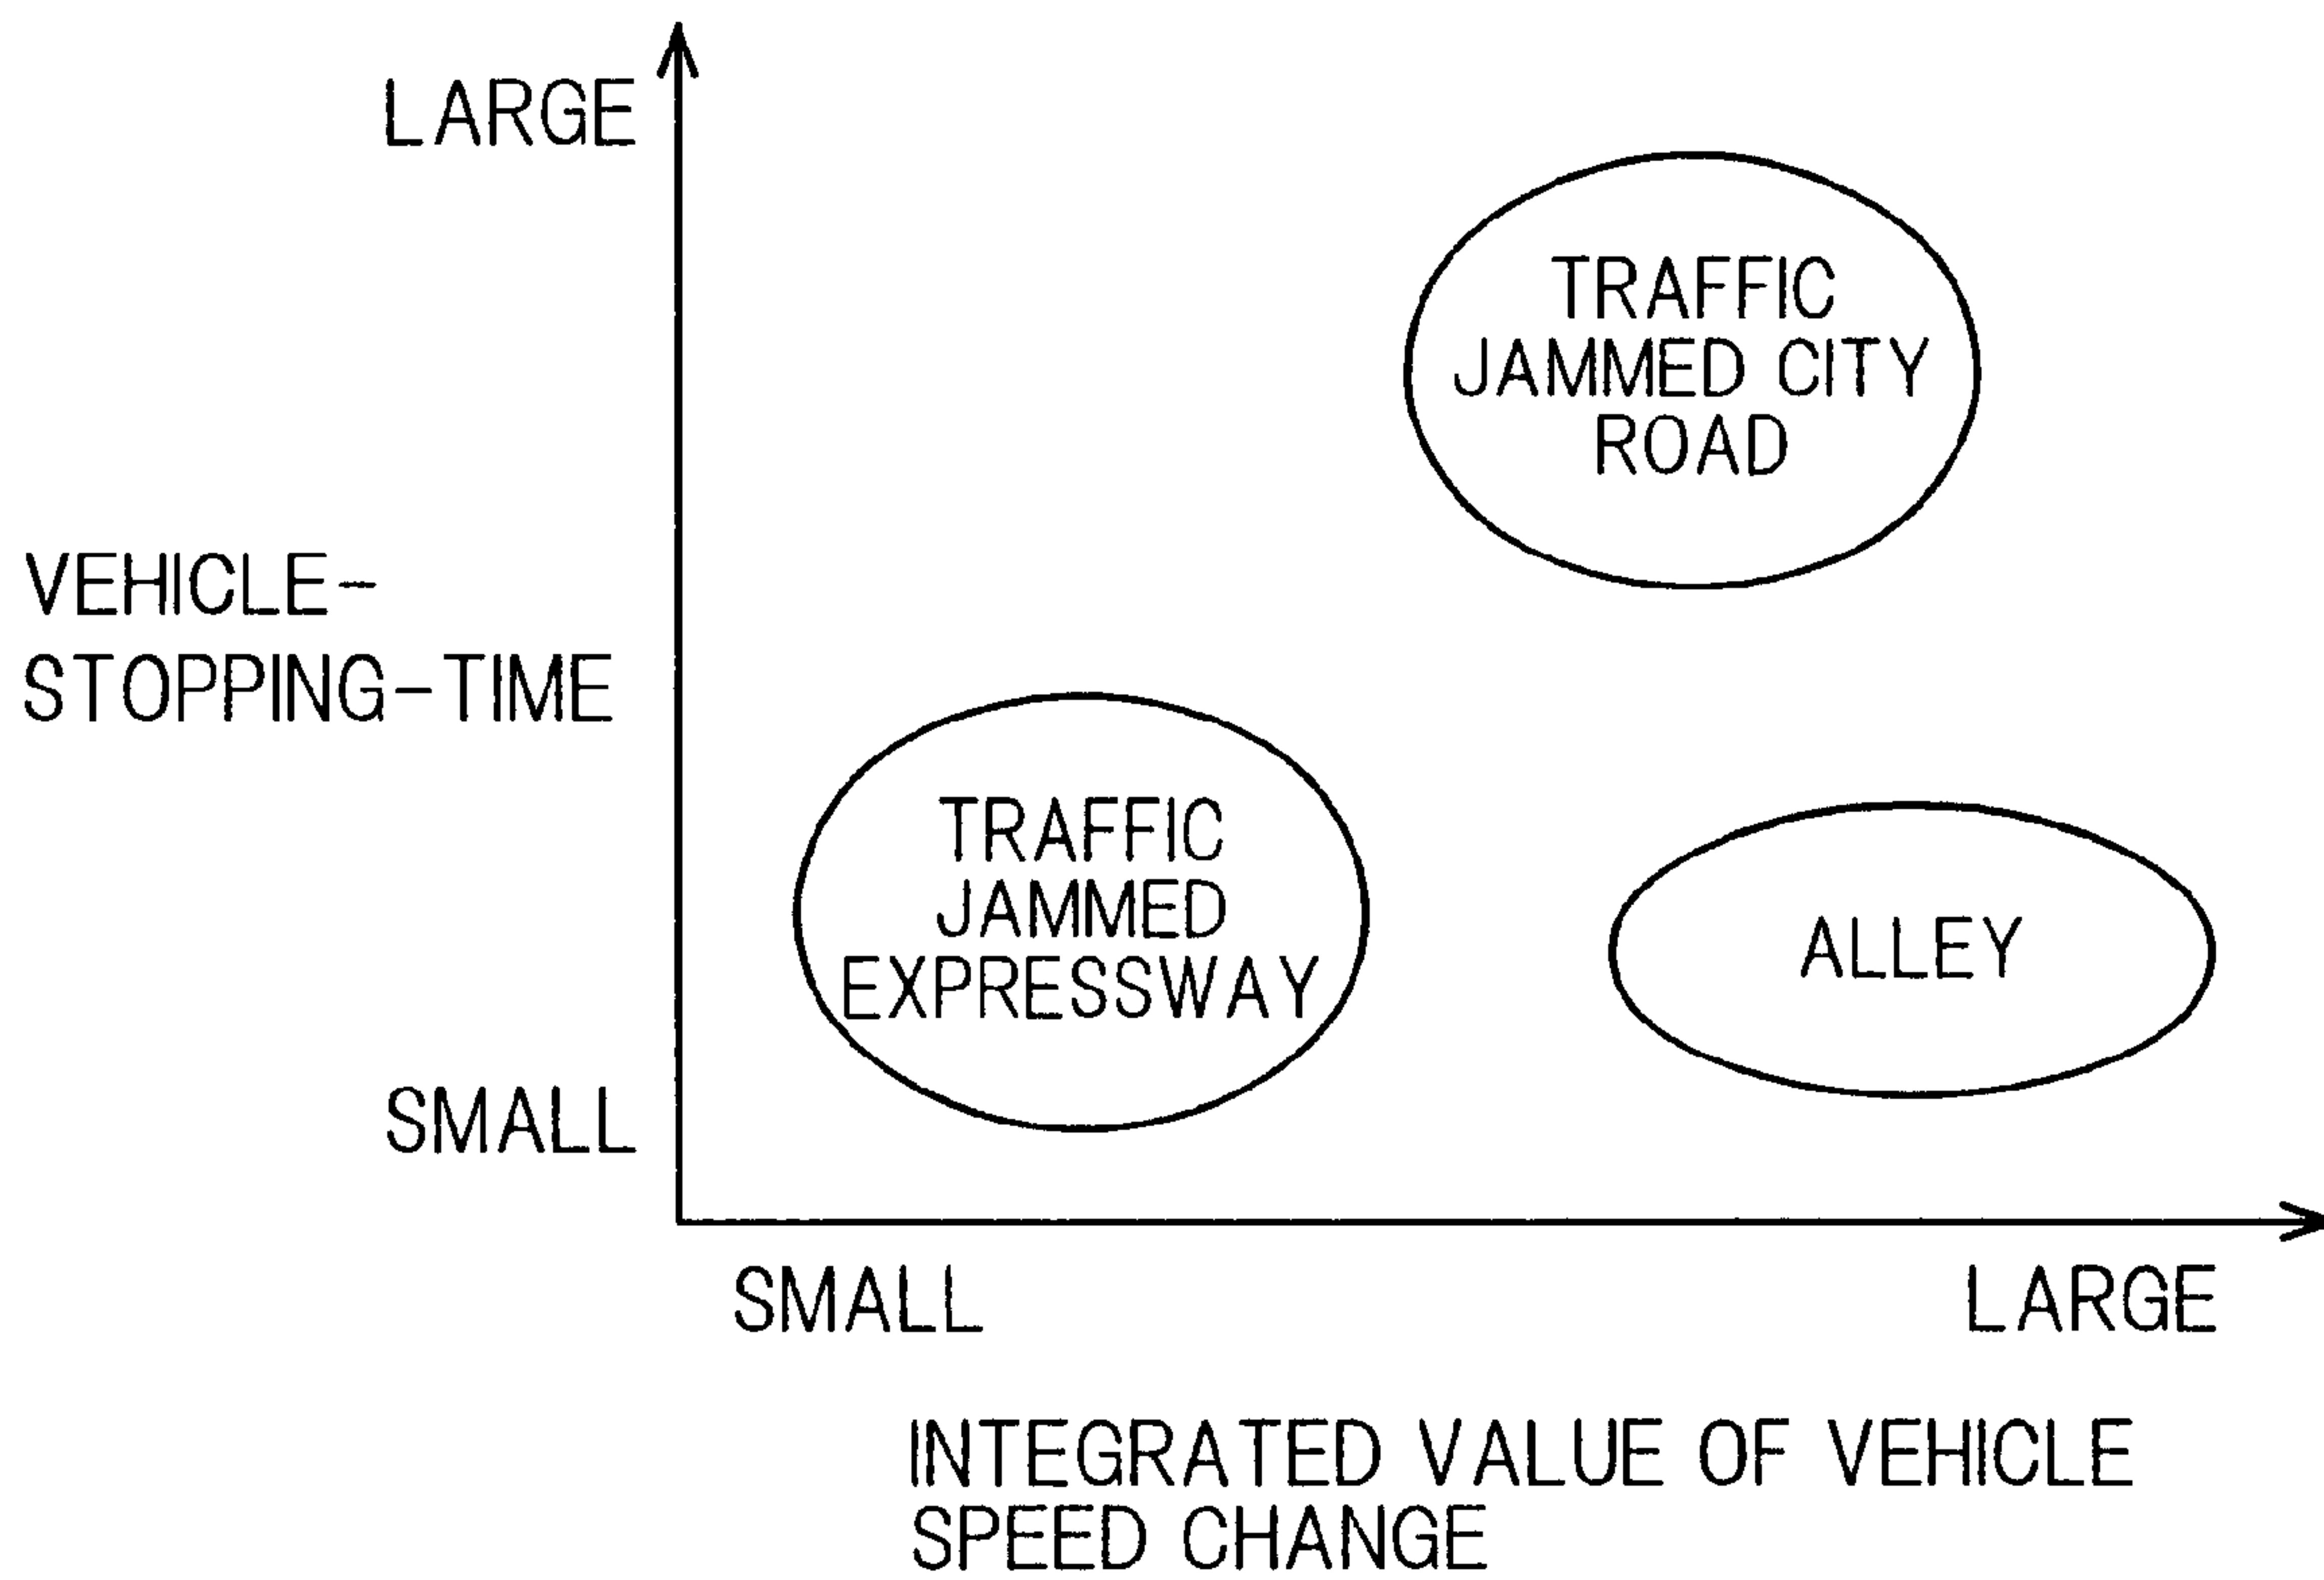 LARGE
TRAFFIC
JAMMED CITY
ROAD
VEHICLE-
STOPPING-TIME
TRAFFIC
JAMMED
EXPRESSWAY
ALLEY
SMALL
SMALL
LARGE
INTEGRATED VALUE OF VEHICLE
SPEED CHANGE